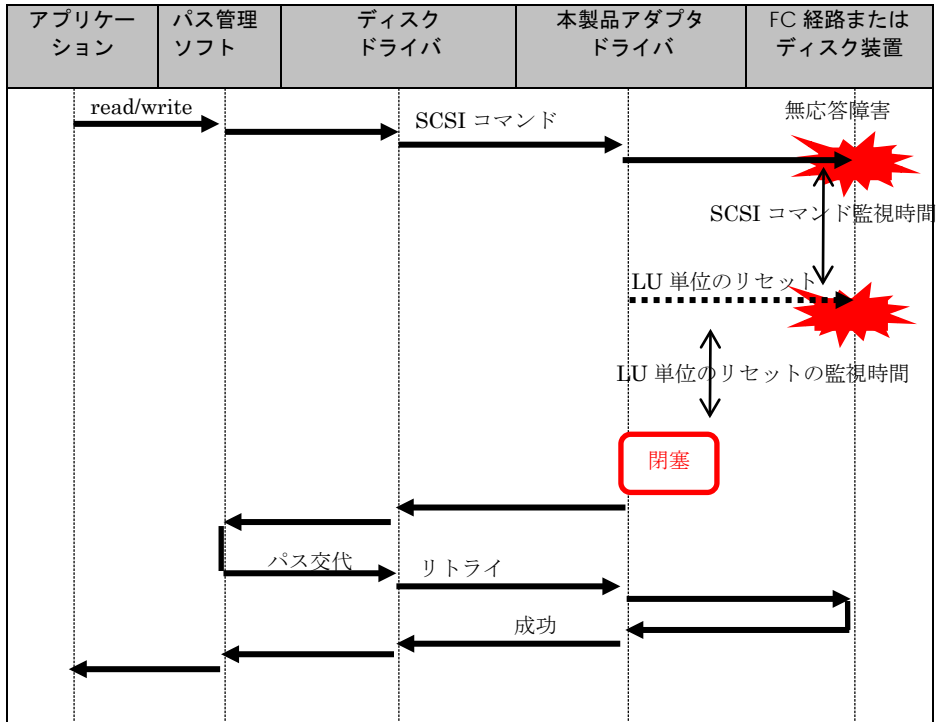 アプリケー
ション
パス管理
ソフト
ディスク
ドライバ
本製品アダプタ
ドライバ
FC 経路または
ディスク装置
read/write
SCSI コマンド
無応答障害
SCSI コマンド監視時間
LU 単位のリセット
LU 単位のリセットの監視時間
閉塞
パス交代
リトライ
成功